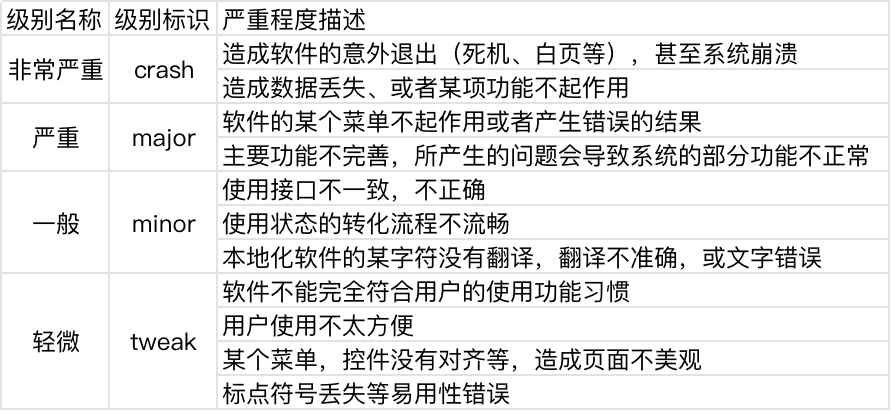 级别名称 级别标识 严重程度描述
非常严重 crash 造成软件的意外退出（死机、白页等），甚至系统崩溃
造成数据丢失、或者某项功能不起作用
严重 major 软件的某个菜单不起作用或者产生错误的结果
主要功能不完善，所产生的问题会导致系统的部分功能不正常
一般 minor 使用接口不一致，不正确
使用状态的转化流程不流畅
本地化软件的某字符没有翻译，翻译不准确，或文字错误
轻微 tweak 软件不能完全符合用户的使用功能习惯
用户使用不太方便
某个菜单，控件没有对齐等，造成页面不美观
标点符号丢失等易用性错误